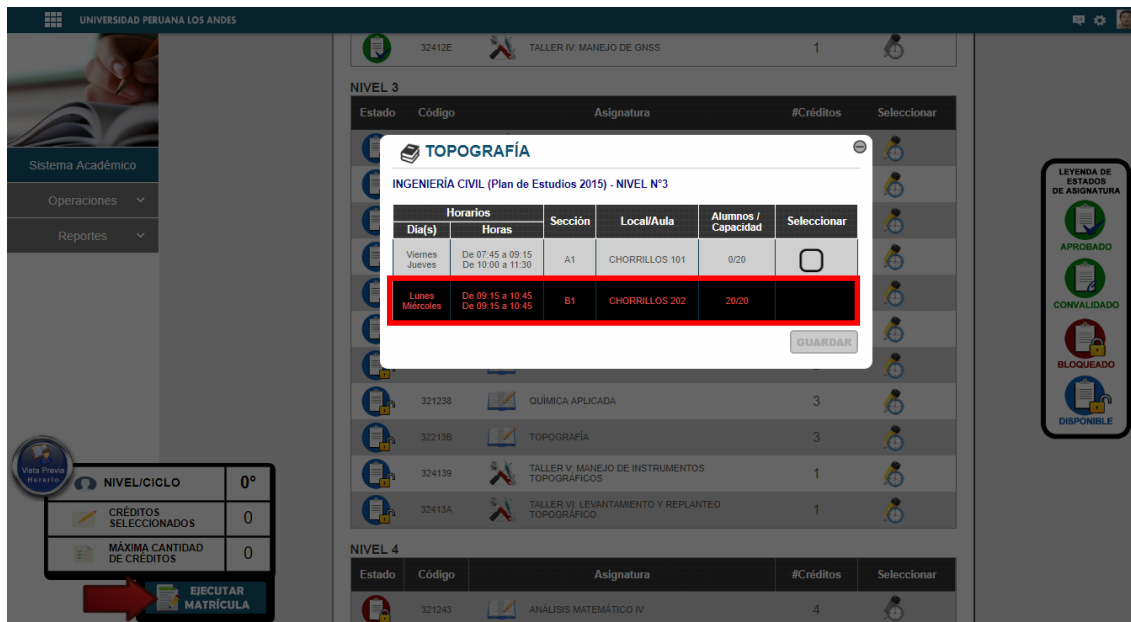 UNIVERSIDAD PERUANA LOS ANDES
32412E TALLER IV: MANEJO DE GNSS 1
NIVEL 3
Estado Código Asignatura #Créditos Seleccionar
TOPOGRAFÍA
INGENIERÍA CIVIL (Plan de Estudios 2015) - NIVEL N°3
Horarios Sección Local/Aula Alumnos / Capacidad Seleccionar
Día(s) Horas
Viernes De 07:45 a 09:15
Jueves De 10:00 a 11:30
A1 CHORRILLOS 101 0/20
Lunes De 09:15 a 10:45
Miércoles De 09:15 a 10:45
B1 CHORRILLOS 202 20/20
GUARDAR
321238 QUÍMICA APLICADA 3
32213B TOPOGRAFÍA 3
324139 TALLER V: MANEJO DE INSTRUMENTOS
TOPOGRÁFICOS 1
32413A TALLER VI: LEVANTAMIENTO Y REPLANTEO
TOPOGRÁFICO 1
NIVEL 4
Estado Código Asignatura #Créditos Seleccionar
321243 ANÁLISIS MATEMÁTICO IV 4
Sistema Académico
Operaciones
Reportes
Vista Previa
Horario
NIVEL/CICLO 0°
CRÉDITOS
SELECCIONADOS 0
MÁXIMA CANTIDAD
DE CRÉDITOS 0
EJECUTAR
MATRÍCULA
LEYENDA DE
ESTADOS
DE ASIGNATURA
APROBADO
CONVALIDADO
BLOQUEADO
DISPONIBLE